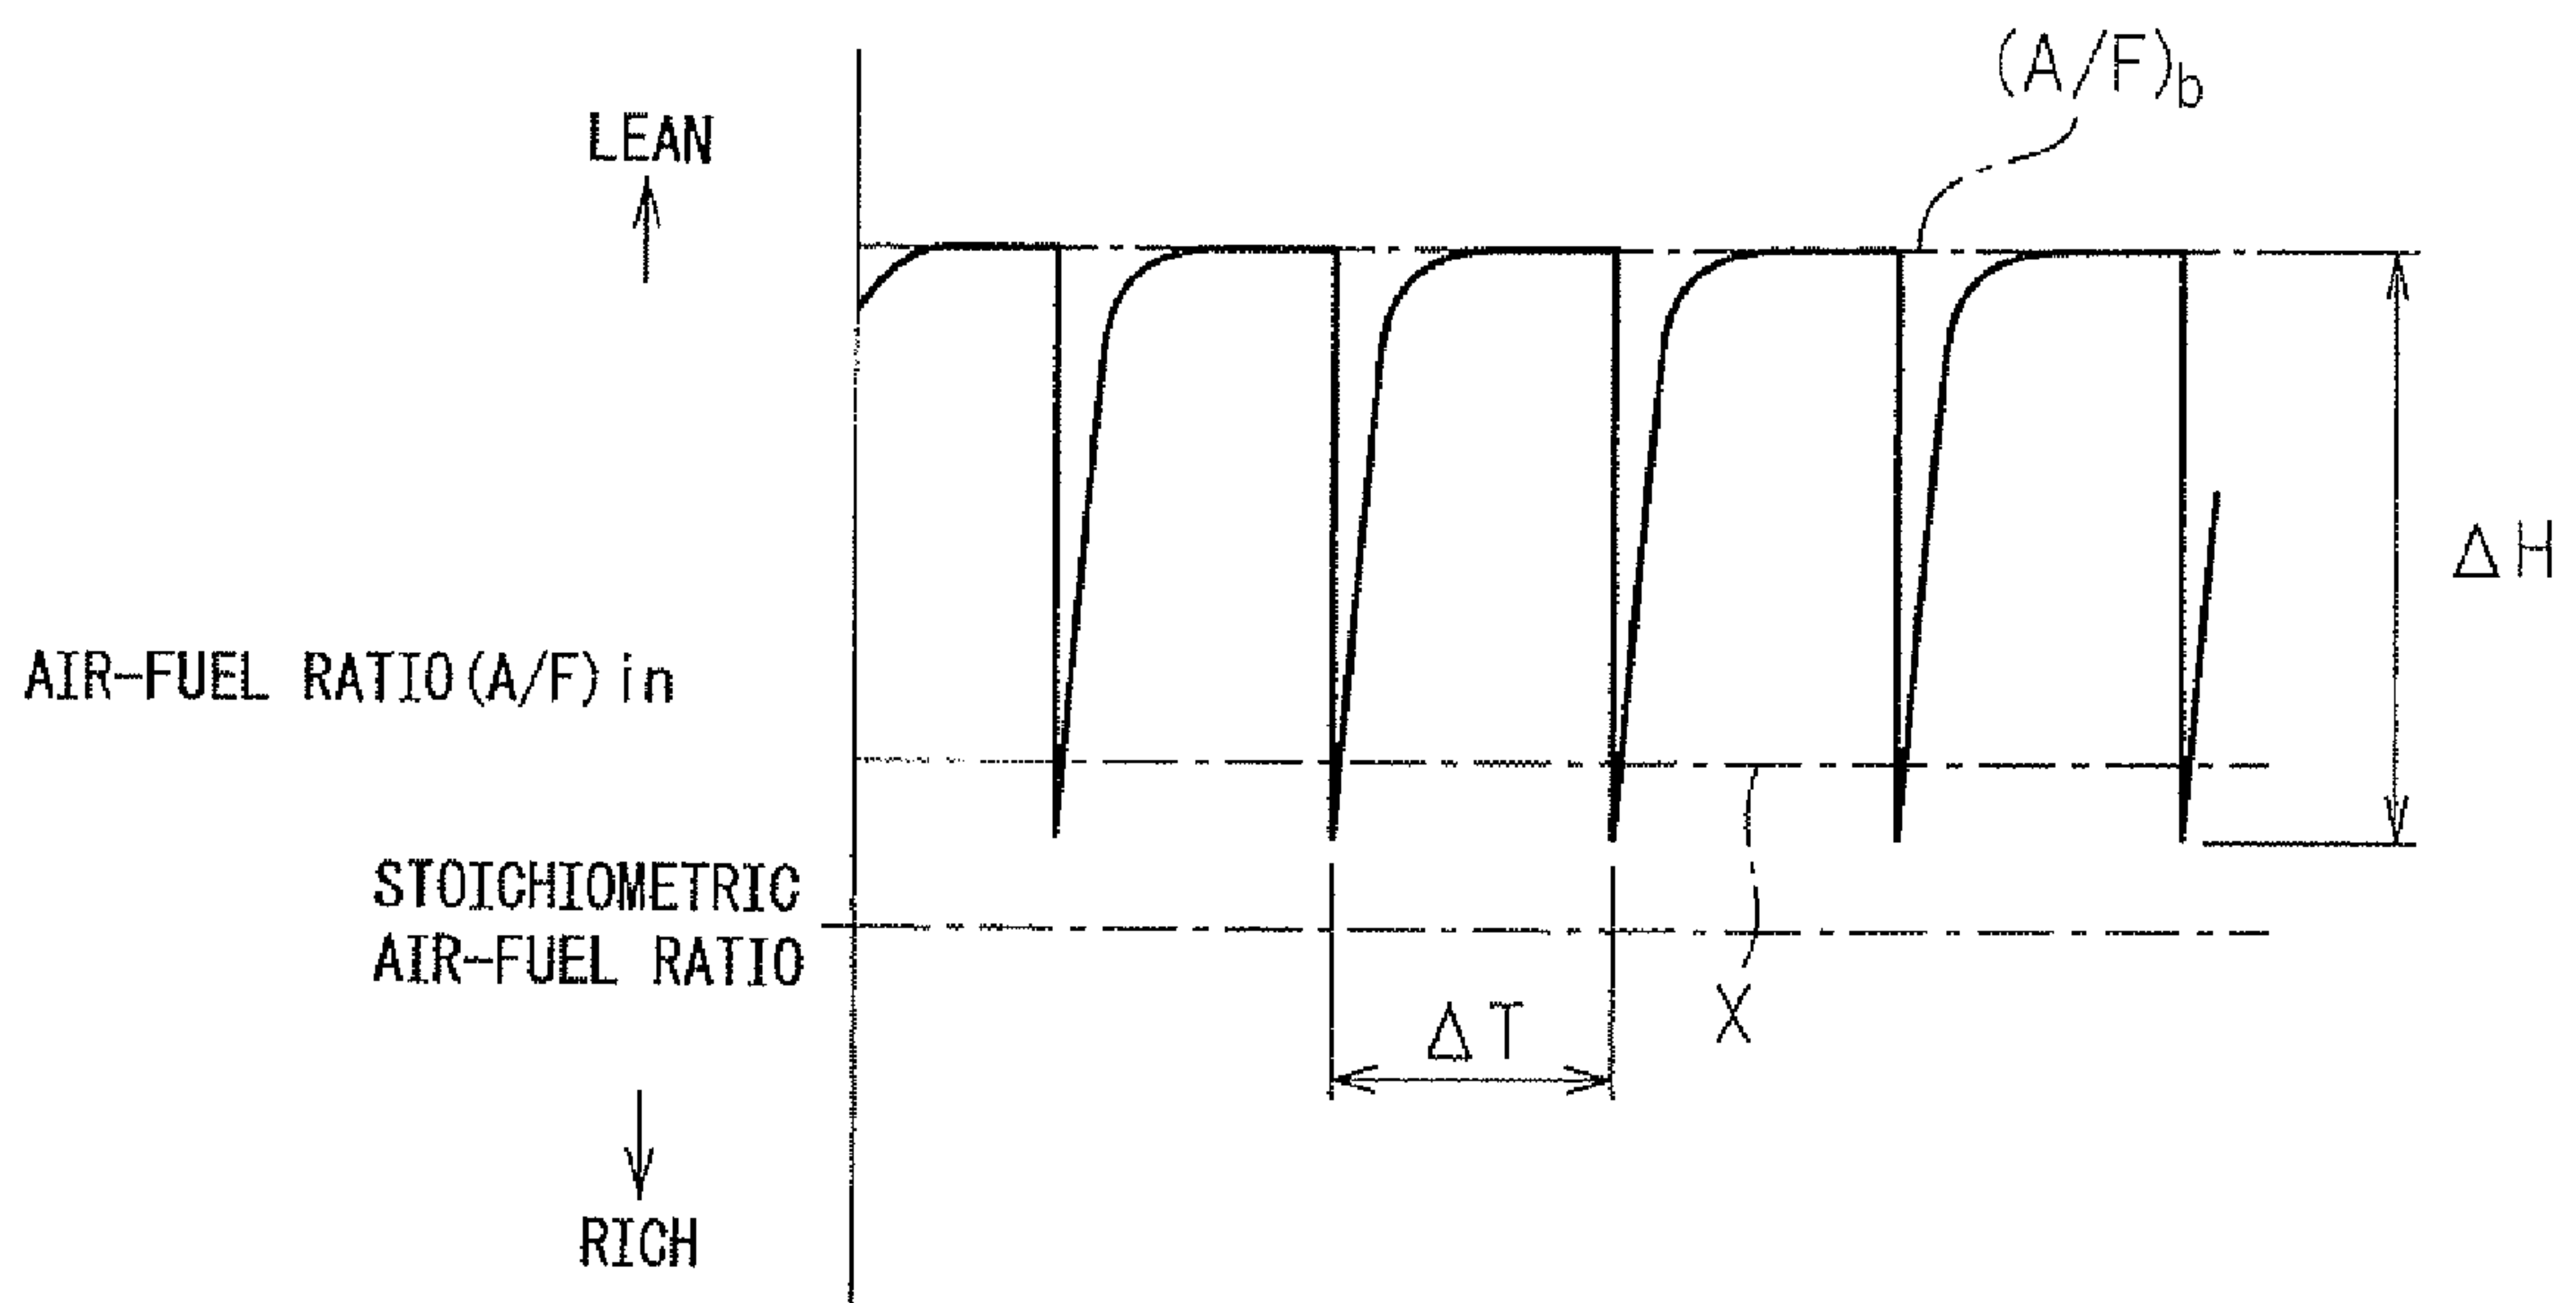 (A/F)b
LEAN
ΔH
AIR-FUEL RATIO(A/F)in
STOICHIOMETRIC
AIR-FUEL RATIO
ΔT
X
RICH